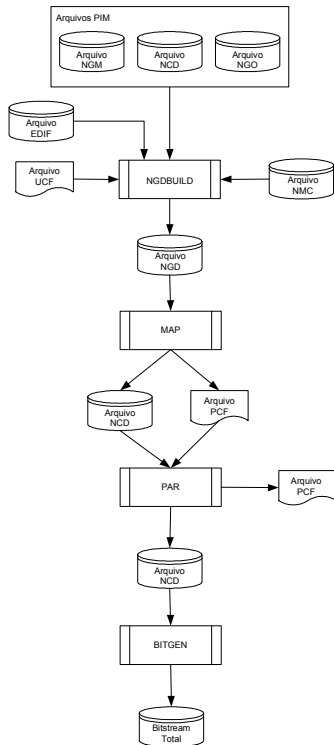 Arquivos PIM
Arquivo
NGM
Arquivo
NCD
Arquivo
NGO
Arquivo
EDIF
Arquivo
UCF
NGDBUILD
Arquivo
NMC
Arquivo
NGD
MAP
Arquivo
NCD
Arquivo
PCF
PAR
Arquivo
PCF
Arquivo
NCD
BITGEN
Bitstream
Total